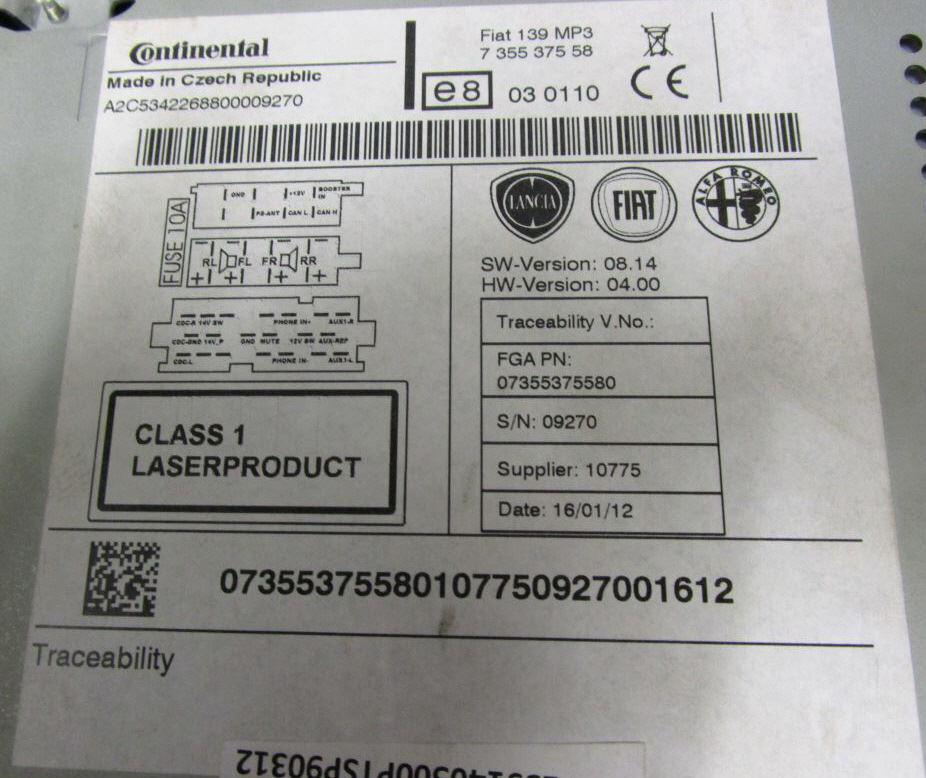 Continental
Made in Czech Republic
A2C5342268800009270
Fiat 139 MP3
7 355 375 58
e8 03 0110
CE
FUSE 10A
GND +12V BOOSTER IN
CAN L CAN H
RL FL FR RR
CDC-R 14V SW PHONE IN+ AUX1-R
CDC-GND 14V_P GND MUTE 12V SW AUX-REP
CDC-L PHONE IN- AUX1-L
CLASS 1
LASERPRODUCT
LANCIA
FIAT
ALFA ROMEO
SW-Version: 08.14
HW-Version: 04.00
Traceability V.No.:
FGA PN:
07355375580
S/N: 09270
Supplier: 10775
Date: 16/01/12
07355375580107750927001612
Traceability